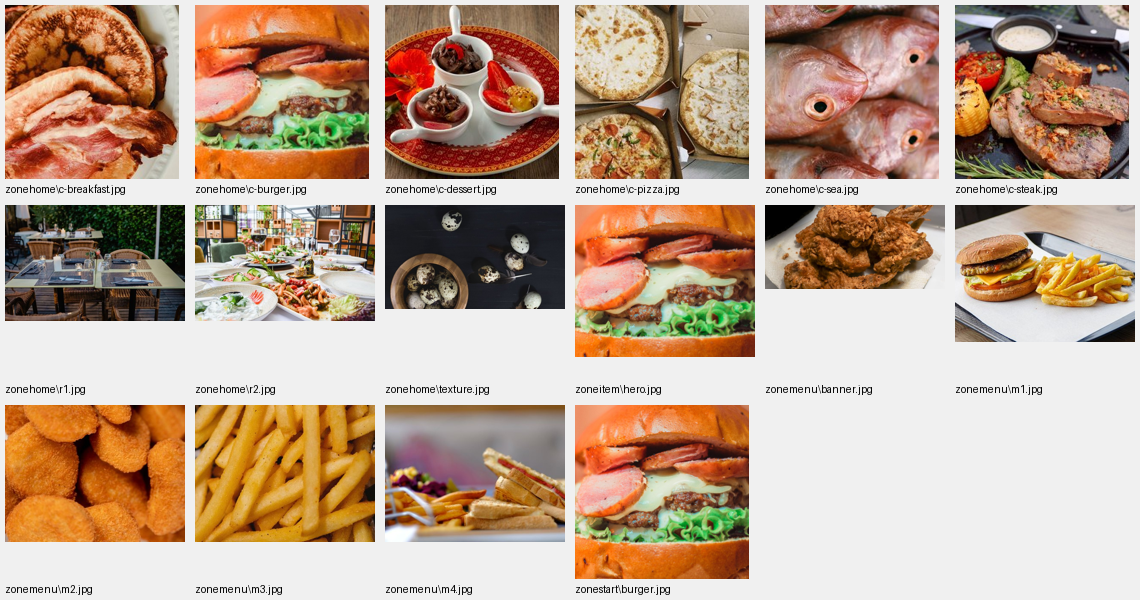 zonehome\c-breakfast.jpg
zonehome\c-burger.jpg
zonehome\c-dessert.jpg
zonehome\c-pizza.jpg
zonehome\c-sea.jpg
zonehome\c-steak.jpg
zonehome\r1.jpg
zonehome\r2.jpg
zonehome\texture.jpg
zoneitem\hero.jpg
zonemenu\banner.jpg
zonemenu\m1.jpg
zonemenu\m2.jpg
zonemenu\m3.jpg
zonemenu\m4.jpg
zonestart\burger.jpg